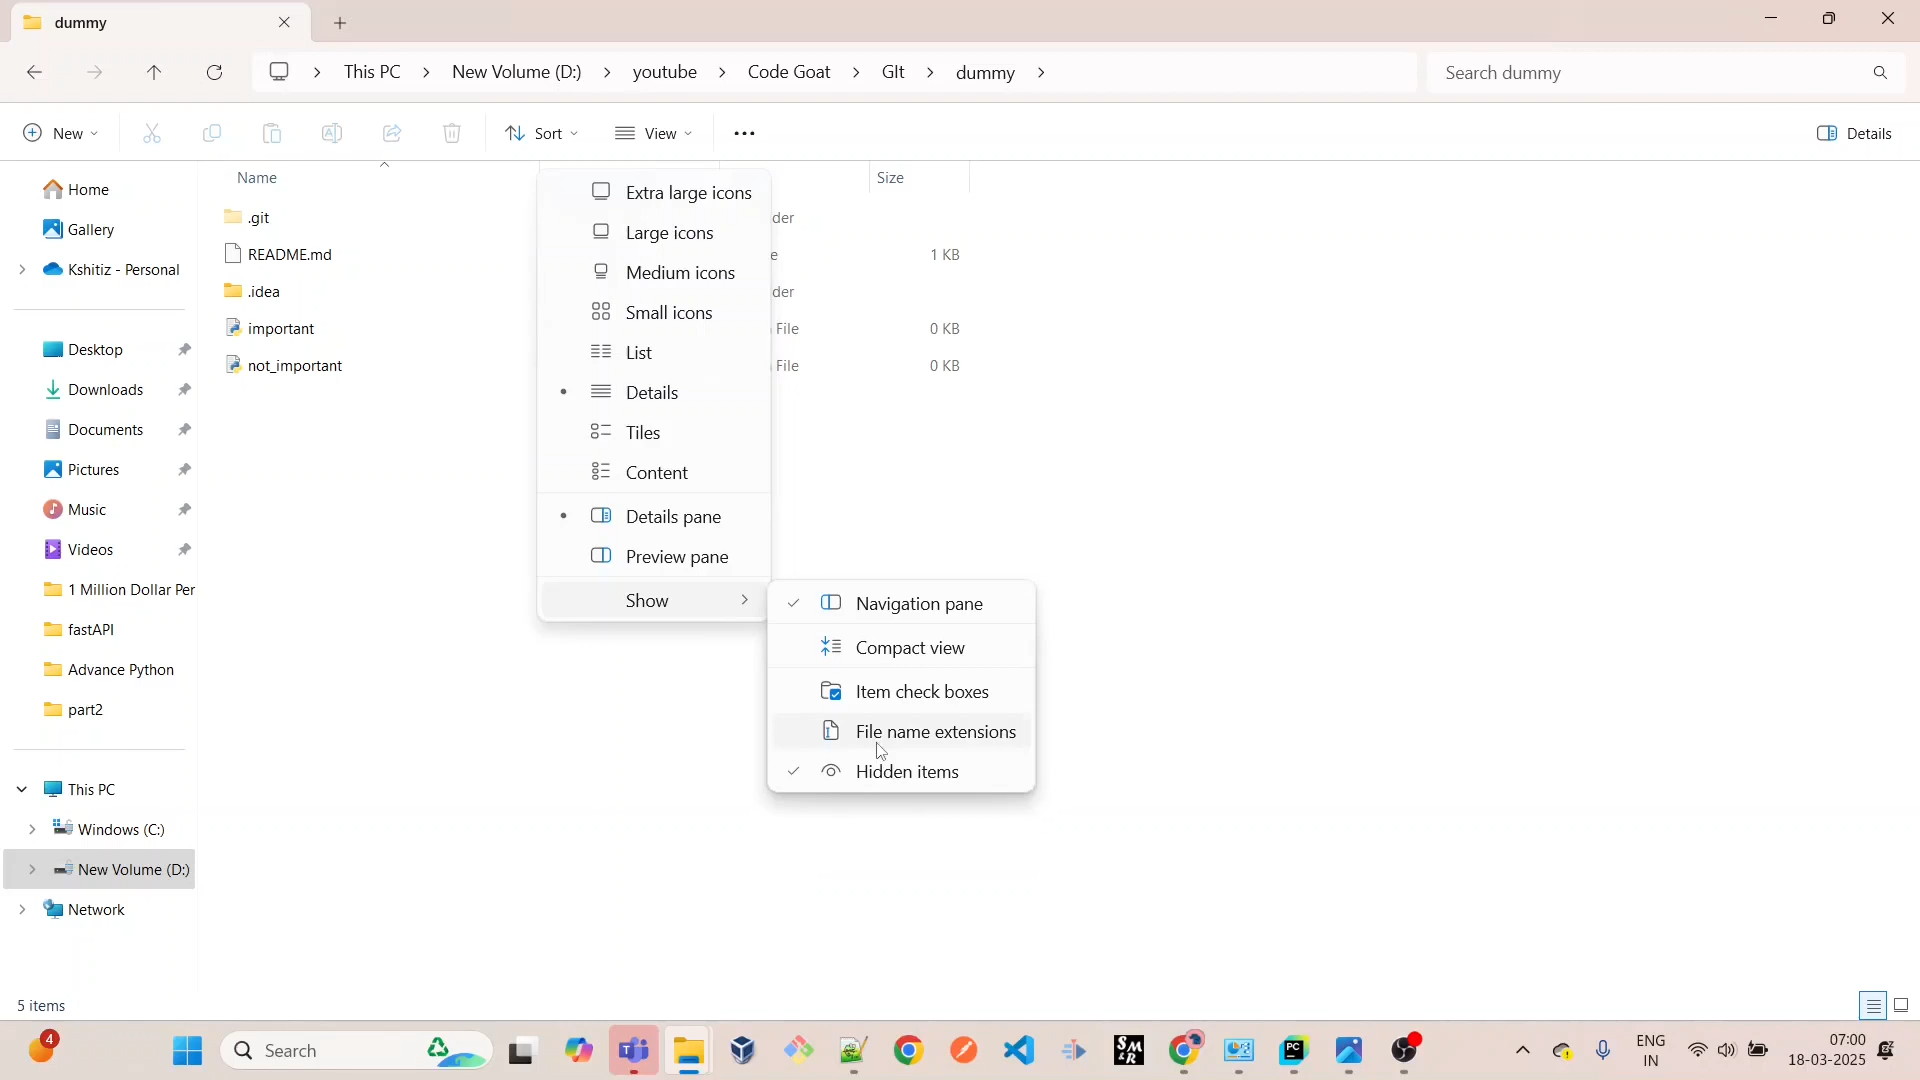 dummy
This PC > New Volume (D:) > youtube > Code Goat > GIt > dummy >
Search dummy
New
Sort
View
Details
Name
Size
.git
der
README.md
e
1 KB
.idea
der
important
File
0 KB
not_important
File
0 KB
Home
Gallery
Kshitiz - Personal
Desktop
Downloads
Documents
Pictures
Music
Videos
1 Million Dollar Per
fastAPI
Advance Python
part2
This PC
Windows (C:)
New Volume (D:)
Network
Extra large icons
Large icons
Medium icons
Small icons
List
Details
Tiles
Content
Details pane
Preview pane
Show
Navigation pane
Compact view
Item check boxes
File name extensions
Hidden items
5 items
4
Search
SM
&R
PC
ENG
IN
07:00
18-03-2025